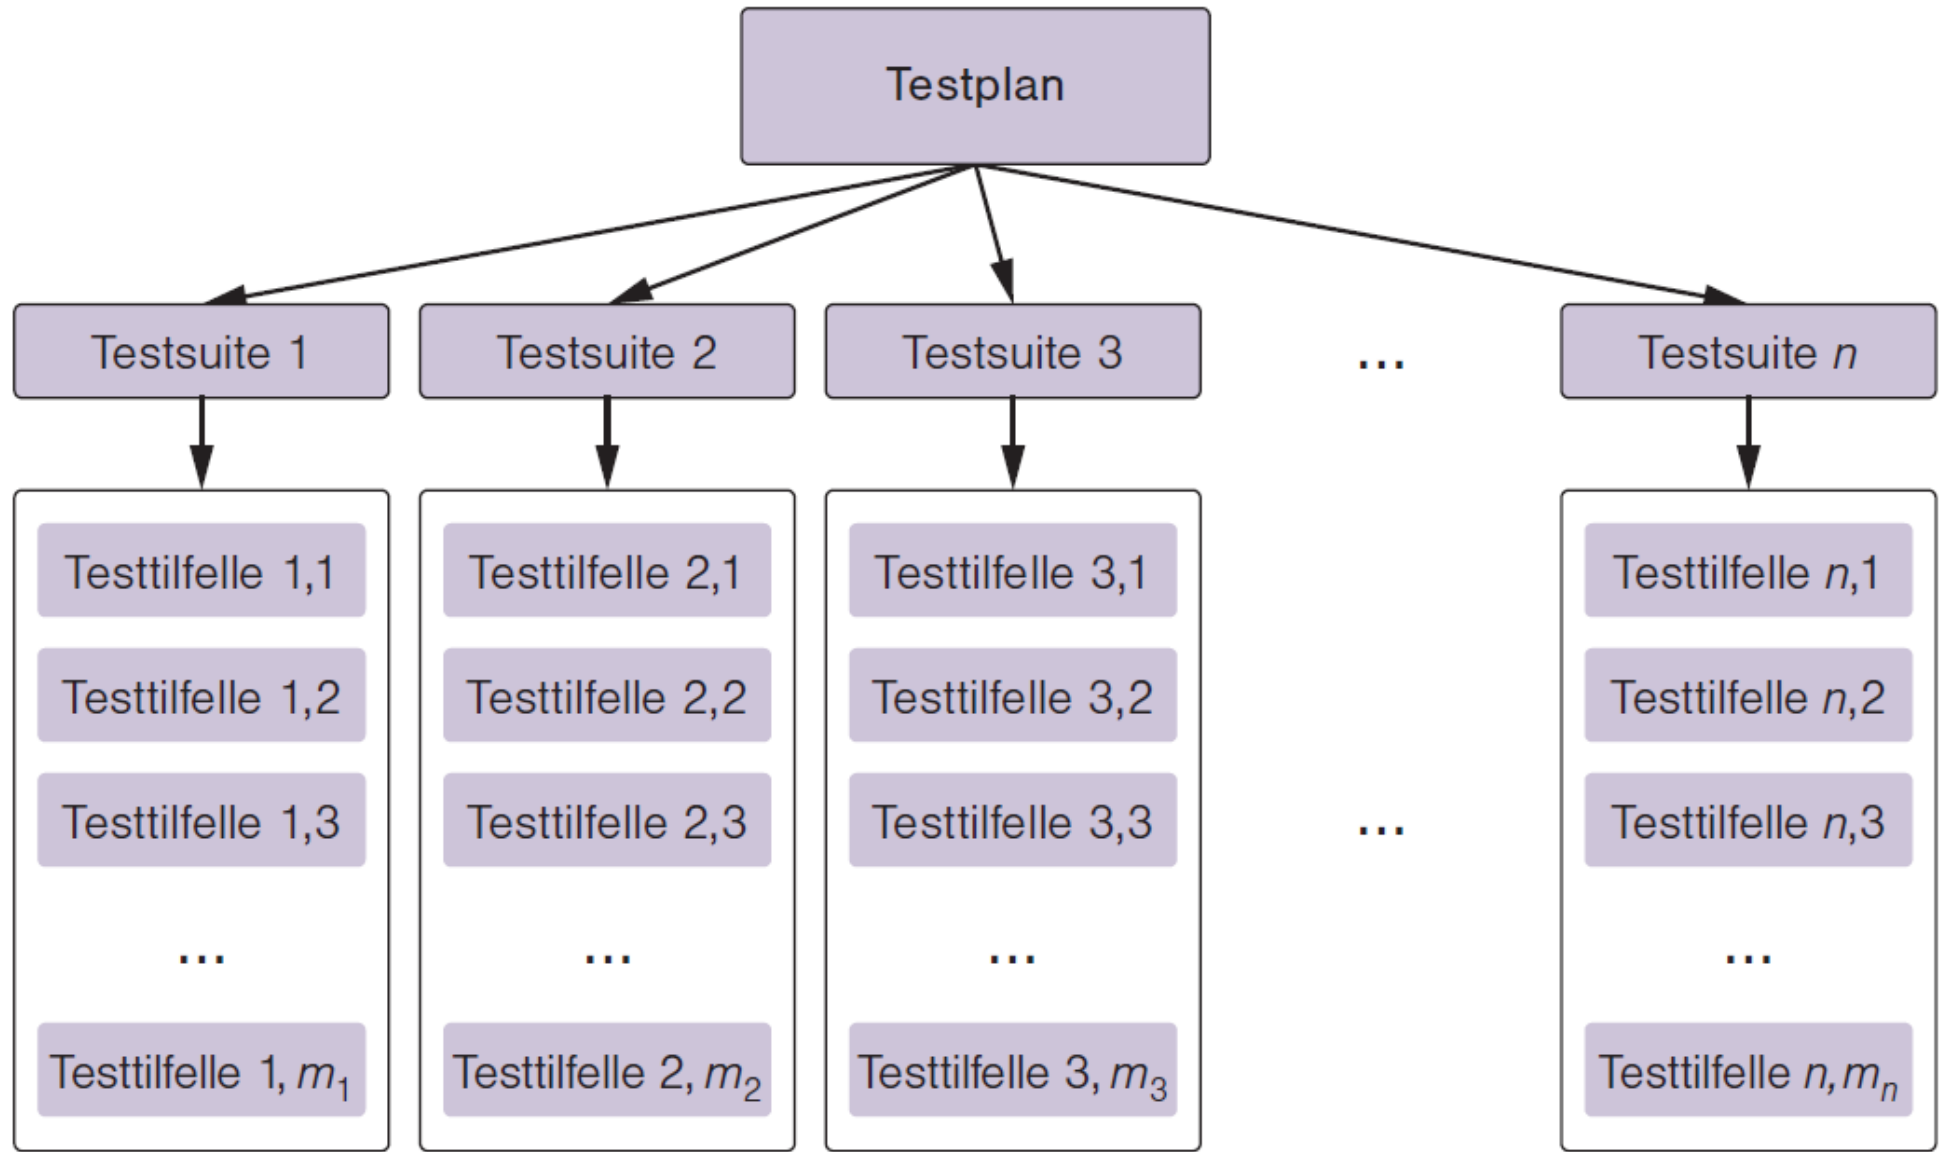 Testplan
Testsuite 1
Testsuite 2
Testsuite 3
...
Testsuite n
Testtilfelle 1,1
Testtilfelle 2,1
Testtilfelle 3,1
Testtilfelle n,1
Testtilfelle 1,2
Testtilfelle 2,2
Testtilfelle 3,2
Testtilfelle n,2
Testtilfelle 1,3
Testtilfelle 2,3
Testtilfelle 3,3
...
Testtilfelle n,3
...
...
...
...
Testtilfelle 1, m₁
Testtilfelle 2, m₂
Testtilfelle 3, m₃
Testtilfelle n, mₙ